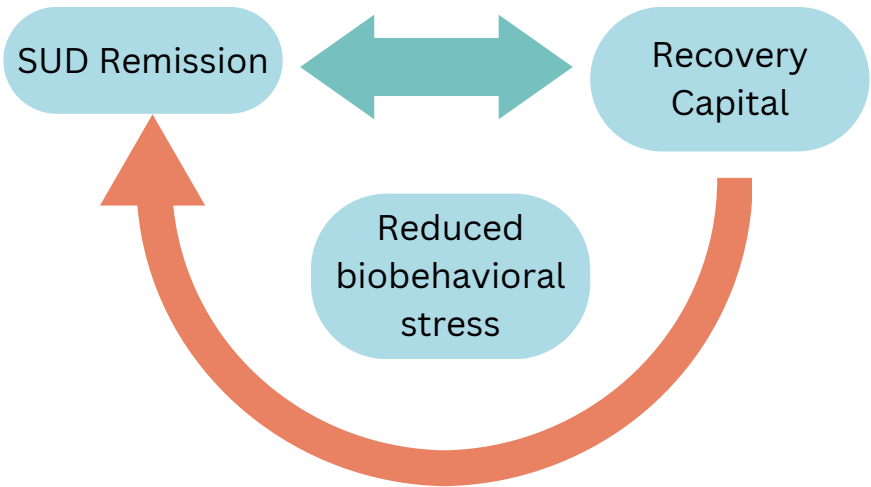 SUD Remission
Recovery
Capital
Reduced
biobehavioral
stress